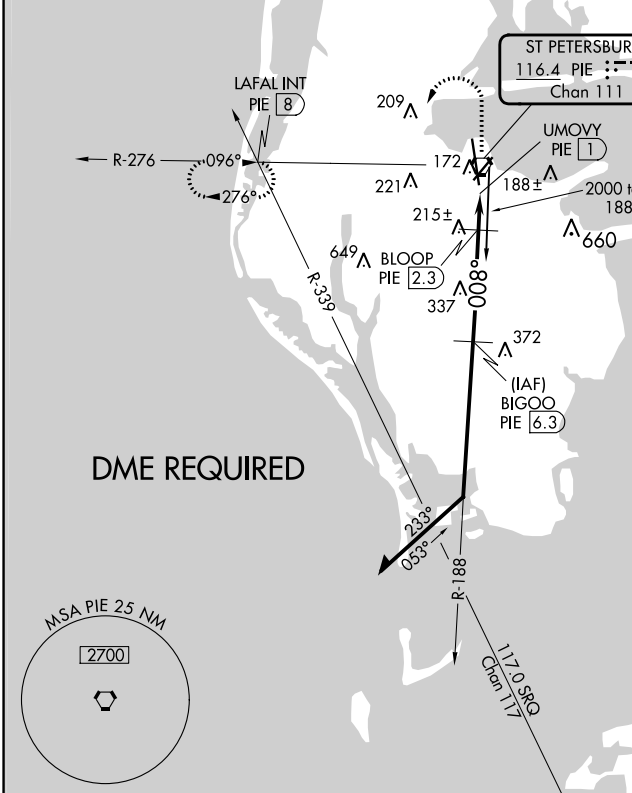 ST PETERSBUR
116.4 PIE
Chan 111
LAFAL INT
PIE 8
209
UMOVY
PIE 1
R-276
096°
172
188±
276°
221
2000 to
188
215±
660
649
BLOOP
PIE 2.3
R-339
337
008°
372
(IAF)
BIGOO
PIE 6.3
DME REQUIRED
233°
053°
R-188
MSA PIE 25 NM
2700
117.0 SRQ
Chan 117